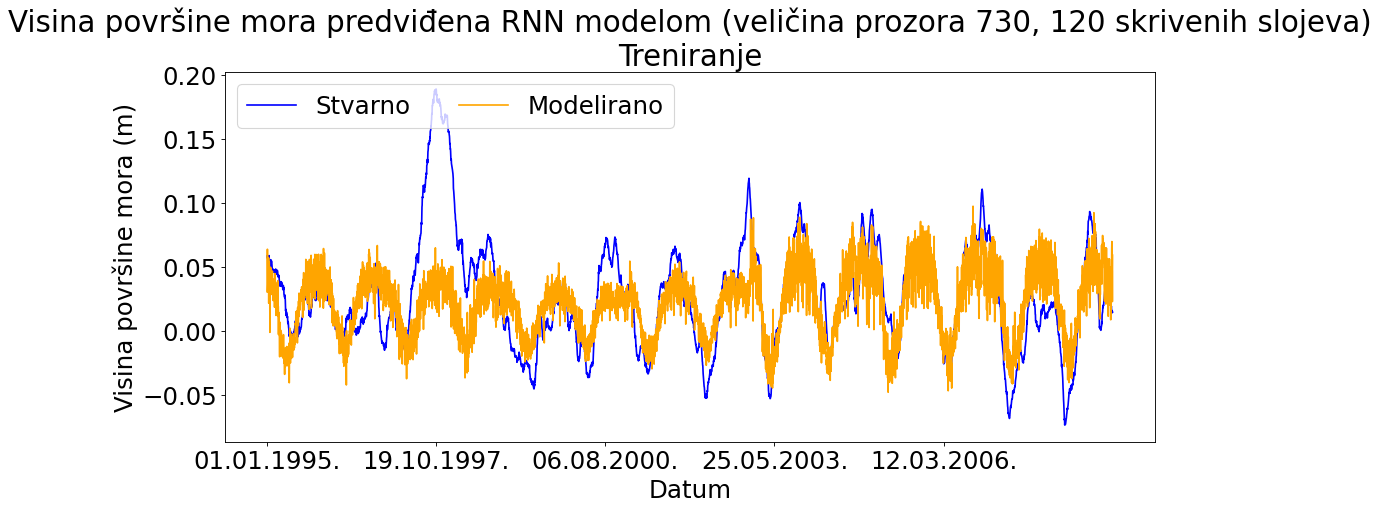 Visina površine mora predviđena RNN modelom (veličina prozora 730, 120 skrivenih slojeva)
Treniranje
Stvarno Modelirano
Visina površine mora (m)
0.20
0.15
0.10
0.05
0.00
−0.05
01.01.1995. 19.10.1997. 06.08.2000. 25.05.2003. 12.03.2006.
Datum